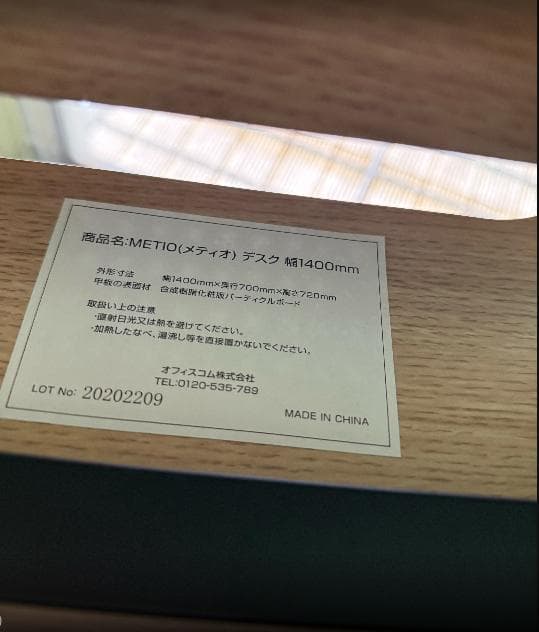 商品名:METIO(メティオ) デスク 幅1400mm
外形寸法 幅1400mm×奥行700mm×高さ720mm
甲板の表面材 合成樹脂化粧版パーティクルボード
取扱い上の注意
・直射日光又は熱を避けてください。
・加熱したなべ、湯沸し等を直接置かないでください。
オフィスコム株式会社
TEL:0120-535-789
LOT No: 20202209
MADE IN CHINA